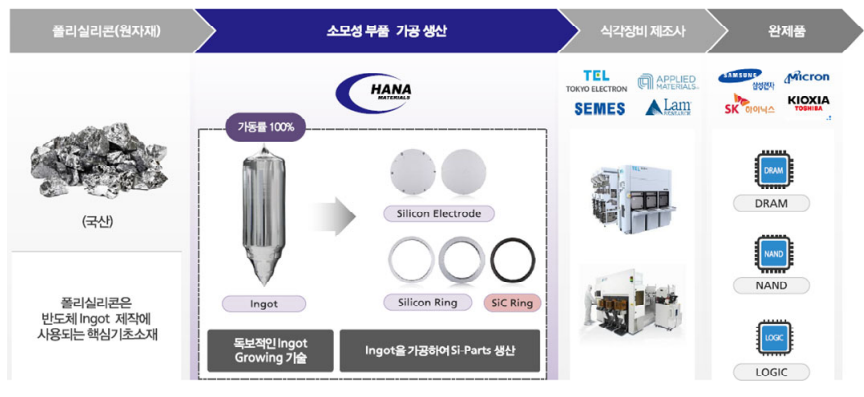 폴리실리콘(원자재)
소모성 부품 가공 생산
식각장비 제조사
완제품
HANA
MATERIALS
가동률 100%
(국산)
폴리실리콘은
반도체 Ingot 제작에
사용되는 핵심기초소재
Ingot
Silicon Electrode
Silicon Ring
SiC Ring
독보적인 Ingot
Growing 기술
Ingot을 가공하여 Si-Parts 생산
TEL
TOKYO ELECTRON
APPLIED
MATERIALS
SEMES
Lam
RESEARCH
TEL
SAMSUNG
삼성전자
Micron
SK 하이닉스
KIOXIA
TOSHIBA
DRAM
DRAM
NAND
NAND
LOGIC
LOGIC